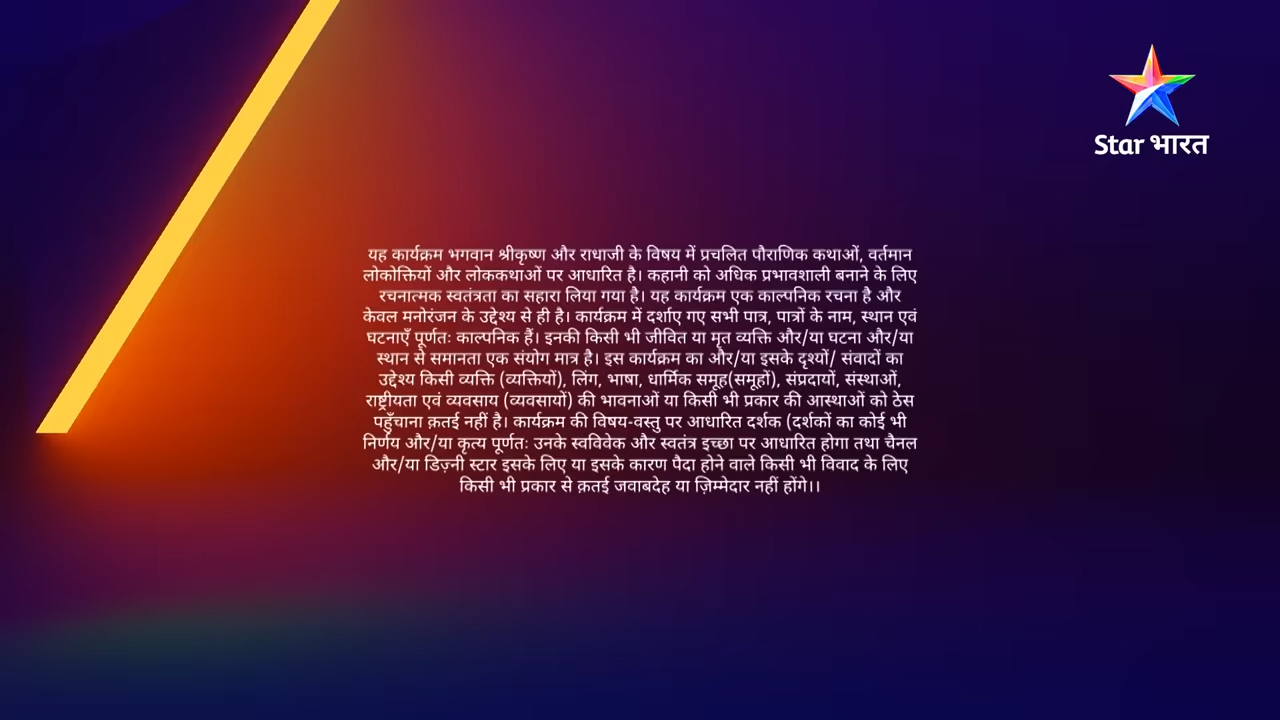 Star भारत
यह कार्यक्रम भगवान श्रीकृष्ण और राधाजी के विषय में प्रचलित पौराणिक कथाओं, वर्तमान
लोकोक्तियों और लोककथाओं पर आधारित है। कहानी को अधिक प्रभावशाली बनाने के लिए
रचनात्मक स्वतंत्रता का सहारा लिया गया है। यह कार्यक्रम एक काल्पनिक रचना है और
केवल मनोरंजन के उद्देश्य से ही है। कार्यक्रम में दर्शाए गए सभी पात्र, पात्रों के नाम, स्थान एवं
घटनाएँ पूर्णतः काल्पनिक हैं। इनकी किसी भी जीवित या मृत व्यक्ति और/या घटना और/या
स्थान से समानता एक संयोग मात्र है। इस कार्यक्रम का और/या इसके दृश्यों/ संवादों का
उद्देश्य किसी व्यक्ति (व्यक्तियों), लिंग, भाषा, धार्मिक समूह(समूहों), संप्रदायों, संस्थाओं,
राष्ट्रीयता एवं व्यवसाय (व्यवसायों) की भावनाओं या किसी भी प्रकार की आस्थाओं को ठेस
पहुँचाना क़तई नहीं है। कार्यक्रम की विषय-वस्तु पर आधारित दर्शक (दर्शकों का कोई भी
निर्णय और/या कृत्य पूर्णतः उनके स्वविवेक और स्वतंत्र इच्छा पर आधारित होगा तथा चैनल
और/या डिज़्नी स्टार इसके लिए या इसके कारण पैदा होने वाले किसी भी विवाद के लिए
किसी भी प्रकार से क़तई जवाबदेह या ज़िम्मेदार नहीं होंगे।।